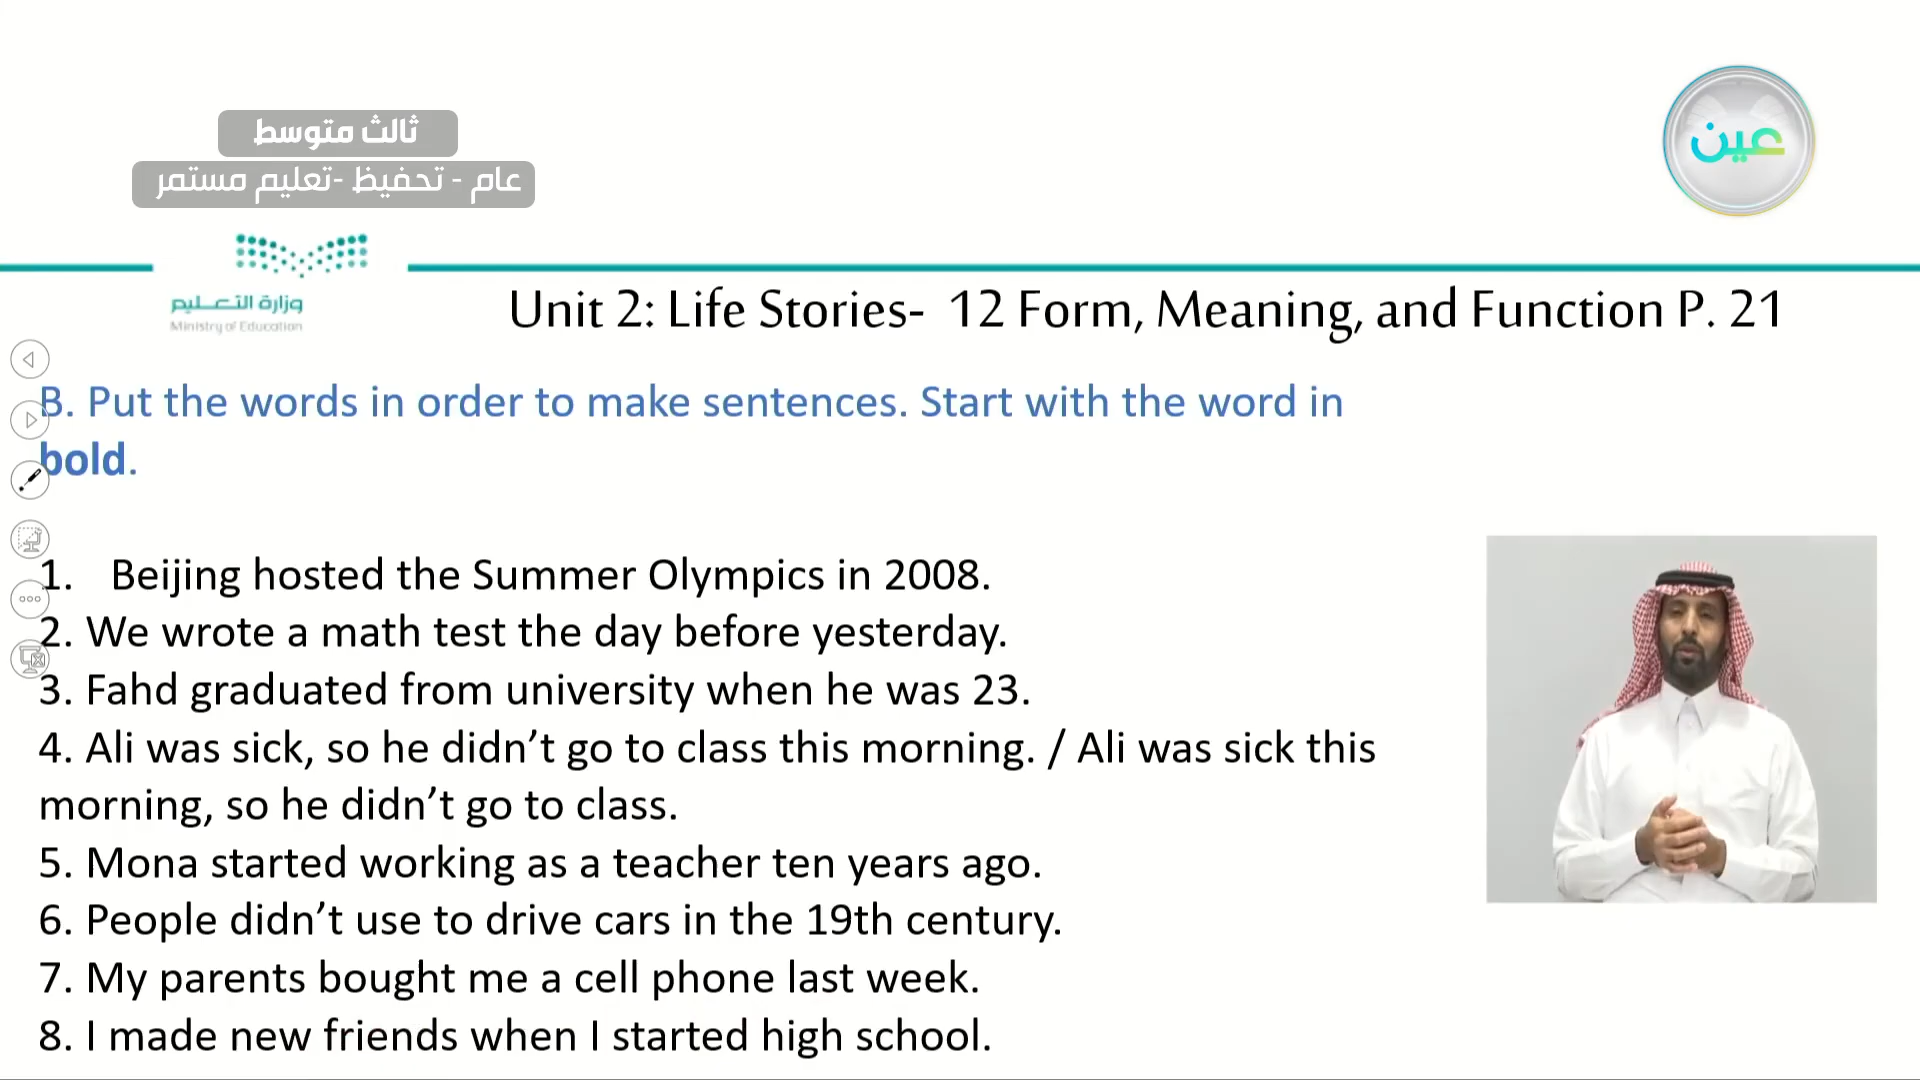 ثالث متوسط
عام - تحفيظ -تعليم مستمر
عين
وزارة التعليم
Ministry of Education
Unit 2: Life Stories- 12 Form, Meaning, and Function P. 21
B. Put the words in order to make sentences. Start with the word in
bold.
1. Beijing hosted the Summer Olympics in 2008.
2. We wrote a math test the day before yesterday.
3. Fahd graduated from university when he was 23.
4. Ali was sick, so he didn’t go to class this morning. / Ali was sick this
morning, so he didn’t go to class.
5. Mona started working as a teacher ten years ago.
6. People didn’t use to drive cars in the 19th century.
7. My parents bought me a cell phone last week.
8. I made new friends when I started high school.